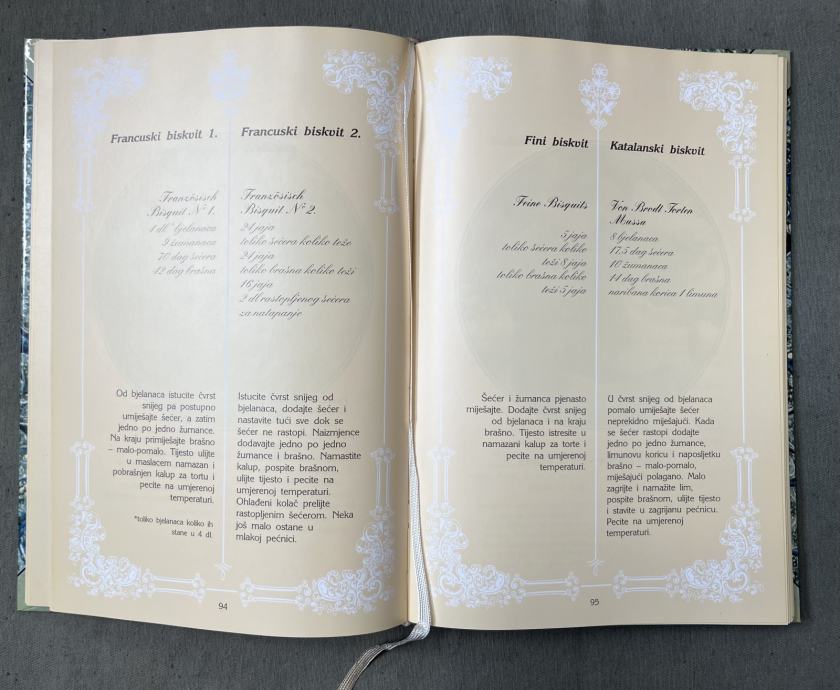 Francuski biskvit 1.
Französisch
Bisquit Nº 1.
4 dl* bjelanaca
9 žumanaca
70 dag šećera
42 dag brašna
Od bjelanaca istucite čvrst
snijeg pa postupno
umiješajte šećer, a zatim
jedno po jedno žumance.
Na kraju primiješajte brašno
– malo-pomalo. Tijesto ulijte
u maslacem namazan i
pobrašnjen kalup za tortu i
pecite na umjerenoj
temperaturi.
*toliko bjelanaca koliko ih
stane u 4 dl.
Francuski biskvit 2.
Französisch
Bisquit Nº 2.
24 jaja
toliko šećera koliko teže
24 jaja
toliko brašna koliko teži
16 jaja
2 dl rastopljenog šećera
za natapanje
Istucite čvrst snijeg od
bjelanaca, dodajte šećer i
nastavite tući sve dok se
šećer ne rastopi. Naizmjence
dodavajte jedno po jedno
žumance i brašno. Namastite
kalup, pospite brašnom,
ulijte tijesto i pecite na
umjerenoj temperaturi.
Ohlađeni kolač prelijte
rastopljenim šećerom. Neka
još malo ostane u
mlakoj pećnici.
94
Fini biskvit
Feine Bisquits
5 jaja
toliko šećera koliko
teži 8 jaja
toliko brašna koliko
teži 5 jaja
Šećer i žumanca pjenasto
miješajte. Dodajte čvrst snijeg
od bjelanaca i na kraju
brašno. Tijesto istresite u
namazani kalup za torte i
pecite na umjerenoj
temperaturi.
Katalanski biskvit
Von Brodt Torten
Massa
8 bjelanaca
17,5 dag šećera
10 žumanaca
14 dag brašna
naribana korica 1 limuna
U čvrst snijeg od bjelanaca
pomalo umiješajte šećer
neprekidno miješajući. Kada
se šećer rastopi dodajte
jedno po jedno žumance,
limunovu koricu i naposljetku
brašno – malo-pomalo,
miješajući polagano. Malo
zagrijte i namažite lim,
pospite brašnom, ulijte tijesto
i stavite u zagrijanu pećnicu.
Pecite na umjerenoj
temperaturi.
95